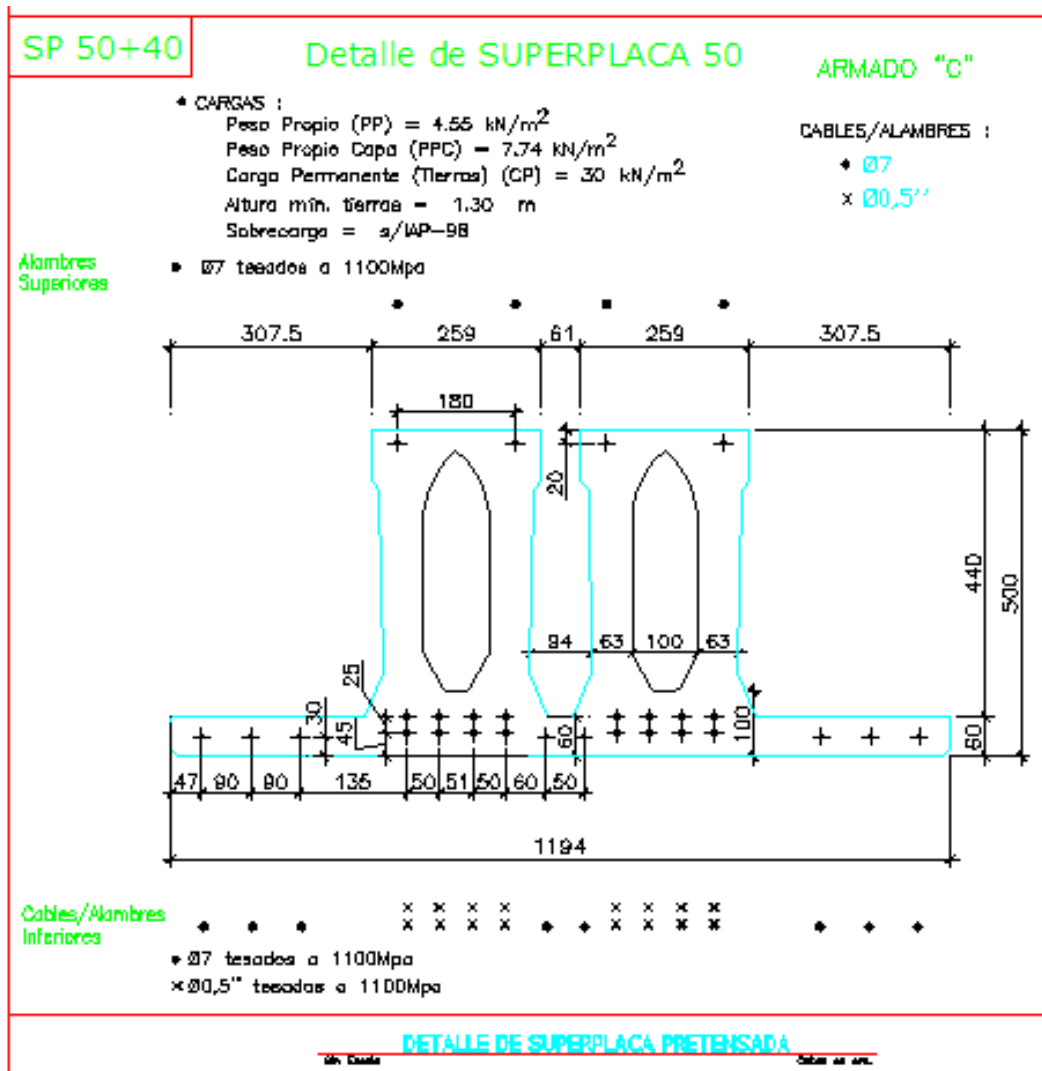 SP 50+40
Detalle de SUPERPLACA 50
ARMADO "C"
• CARGAS :
Peso Propio (PP) = 4.55 kN/m²
Peso Propio Capa (PPC) = 7.74 kN/m²
Carga Permanente (Tierras) (CP) = 30 kN/m²
Altura mín. tierras = 1.30 m
Sobrecarga = s/IAP-98
CABLES/ALAMBRES :
• Ø7
× Ø0,5"
Alambres
Superiores
• Ø7 tesados a 1100Mpa
307.5 259 61 259 307.5
180
20
440
500
94 63 100 63
25
30
45
60
100
60
47 90 90 135 50 51 50 60 50
1194
Cables/Alambres
Inferiores
• Ø7 tesados a 1100Mpa
× Ø0,5" tesados a 1100Mpa
DETALLE DE SUPERPLACA PRETENSADA